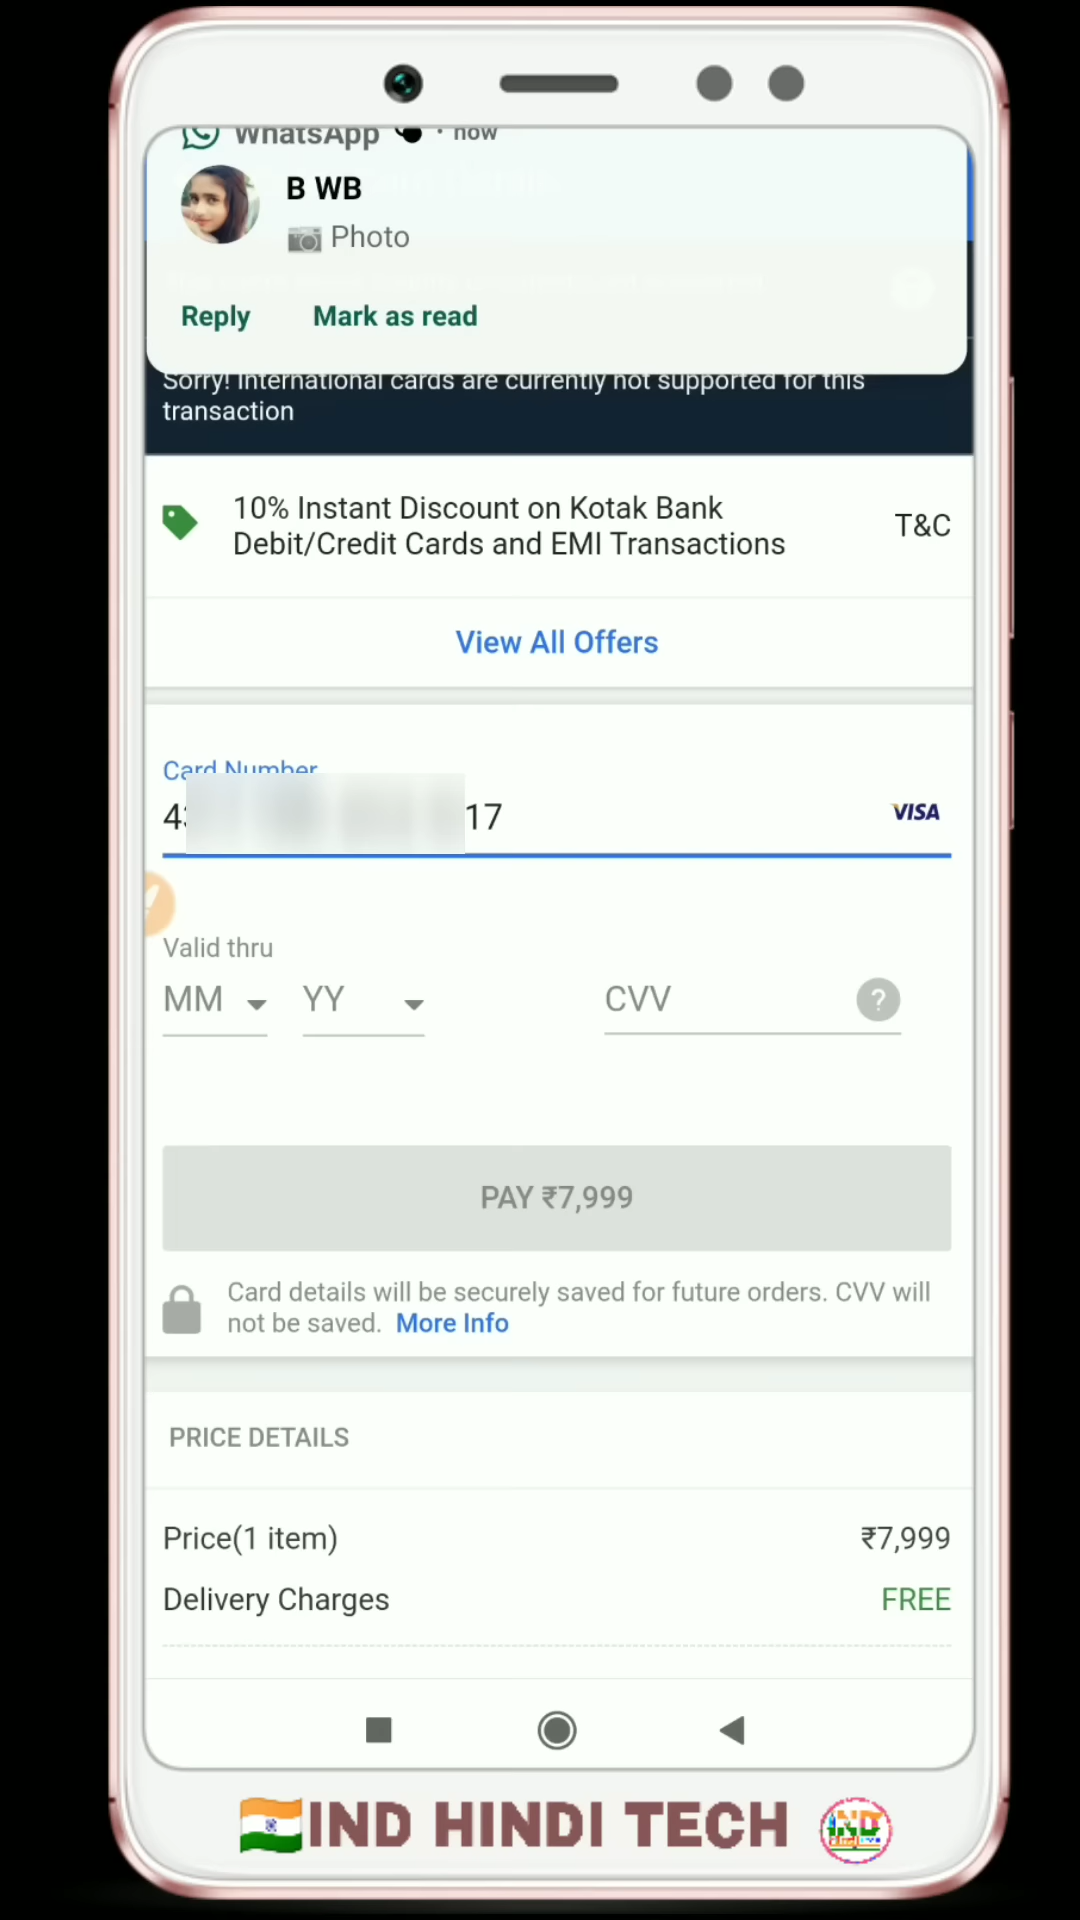 WhatsApp • now
B WB
Photo
Reply Mark as read
Sorry! International cards are currently not supported for this
transaction
10% Instant Discount on Kotak Bank
Debit/Credit Cards and EMI Transactions
T&C
View All Offers
Card Number
4 17
VISA
Valid thru
MM YY CVV ?
PAY ₹7,999
Card details will be securely saved for future orders. CVV will
not be saved. More Info
PRICE DETAILS
Price(1 item) ₹7,999
Delivery Charges FREE
IND HINDI TECH IND